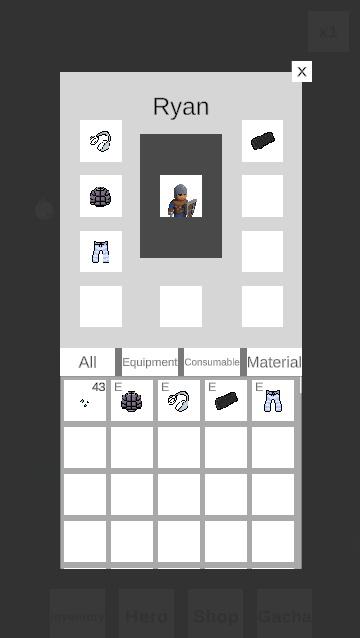 x1
X
Ryan
All
Equipment
Consumable
Material
43
E
E
E
E
Inventory
Hero
Shop
Gacha